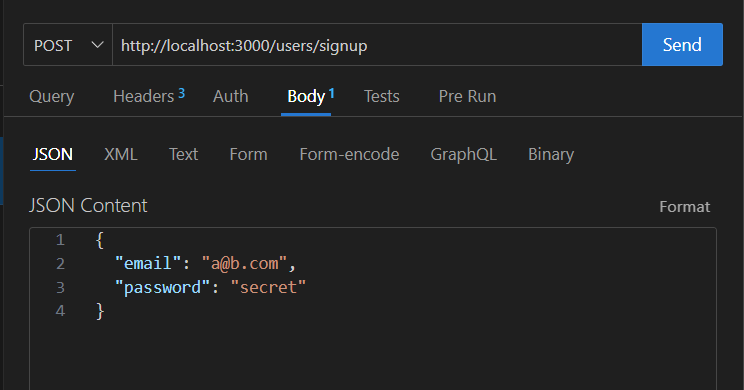 POST http://localhost:3000/users/signup Send
Query Headers 3 Auth Body 1 Tests Pre Run
JSON XML Text Form Form-encode GraphQL Binary
JSON Content Format
1 {
2 "email": "a@b.com",
3 "password": "secret"
4 }